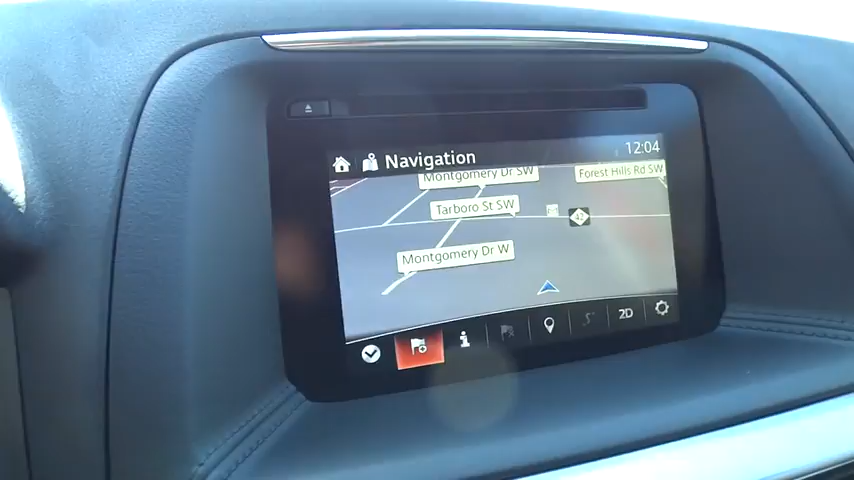 Navigation
12:04
Montgomery Dr SW
Forest Hills Rd SW
Tarboro St SW
42
Montgomery Dr W
2D